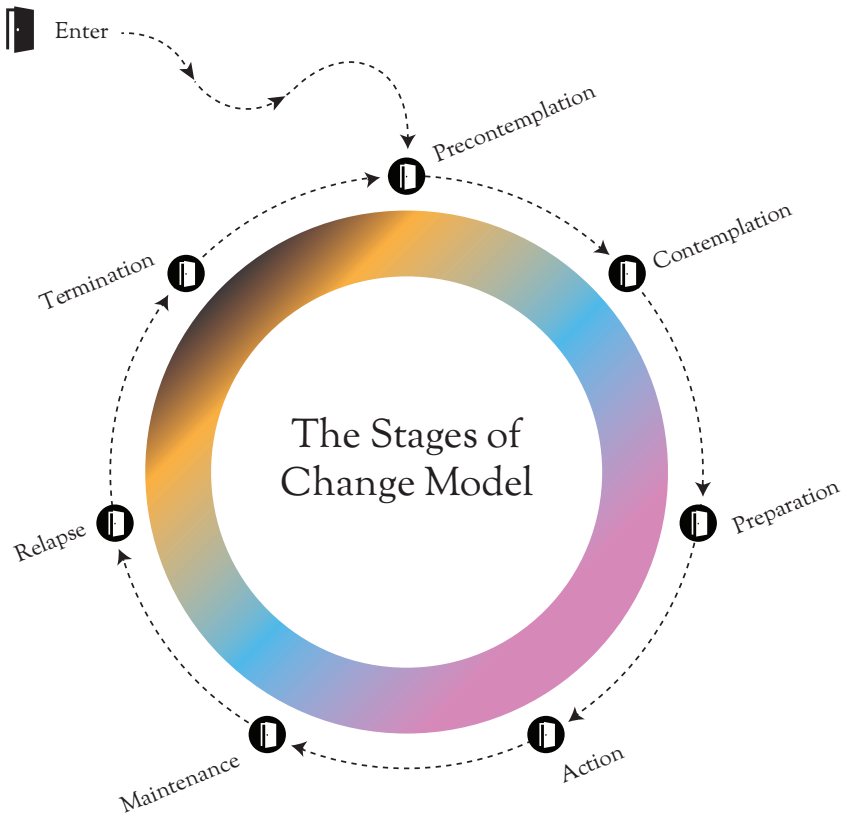 Enter
Precontemplation
Contemplation
Termination
The Stages of
Change Model
Preparation
Relapse
Action
Maintenance